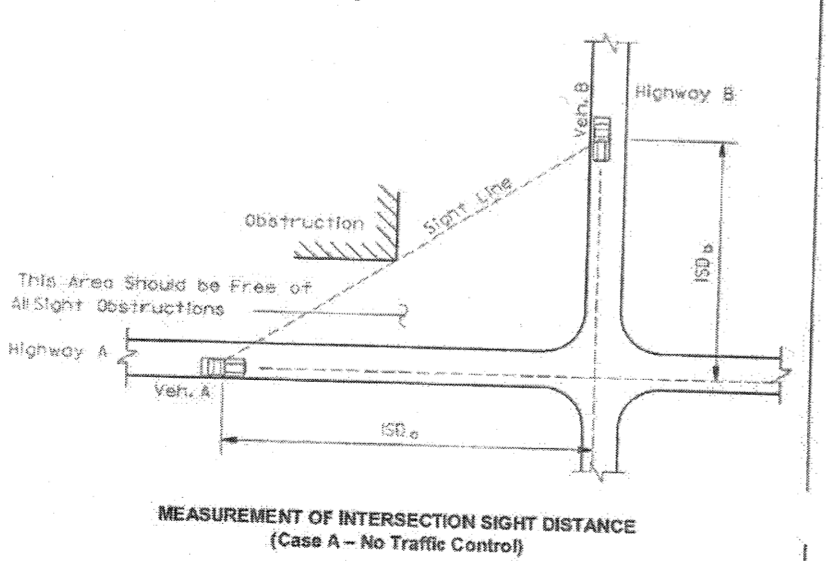 Highway B
Veh. B
Obstruction
Sight Line
ISD b
This Area Should be Free of
All Sight Obstructions
Highway A
Veh. A
ISD a
MEASUREMENT OF INTERSECTION SIGHT DISTANCE
(Case A – No Traffic Control)